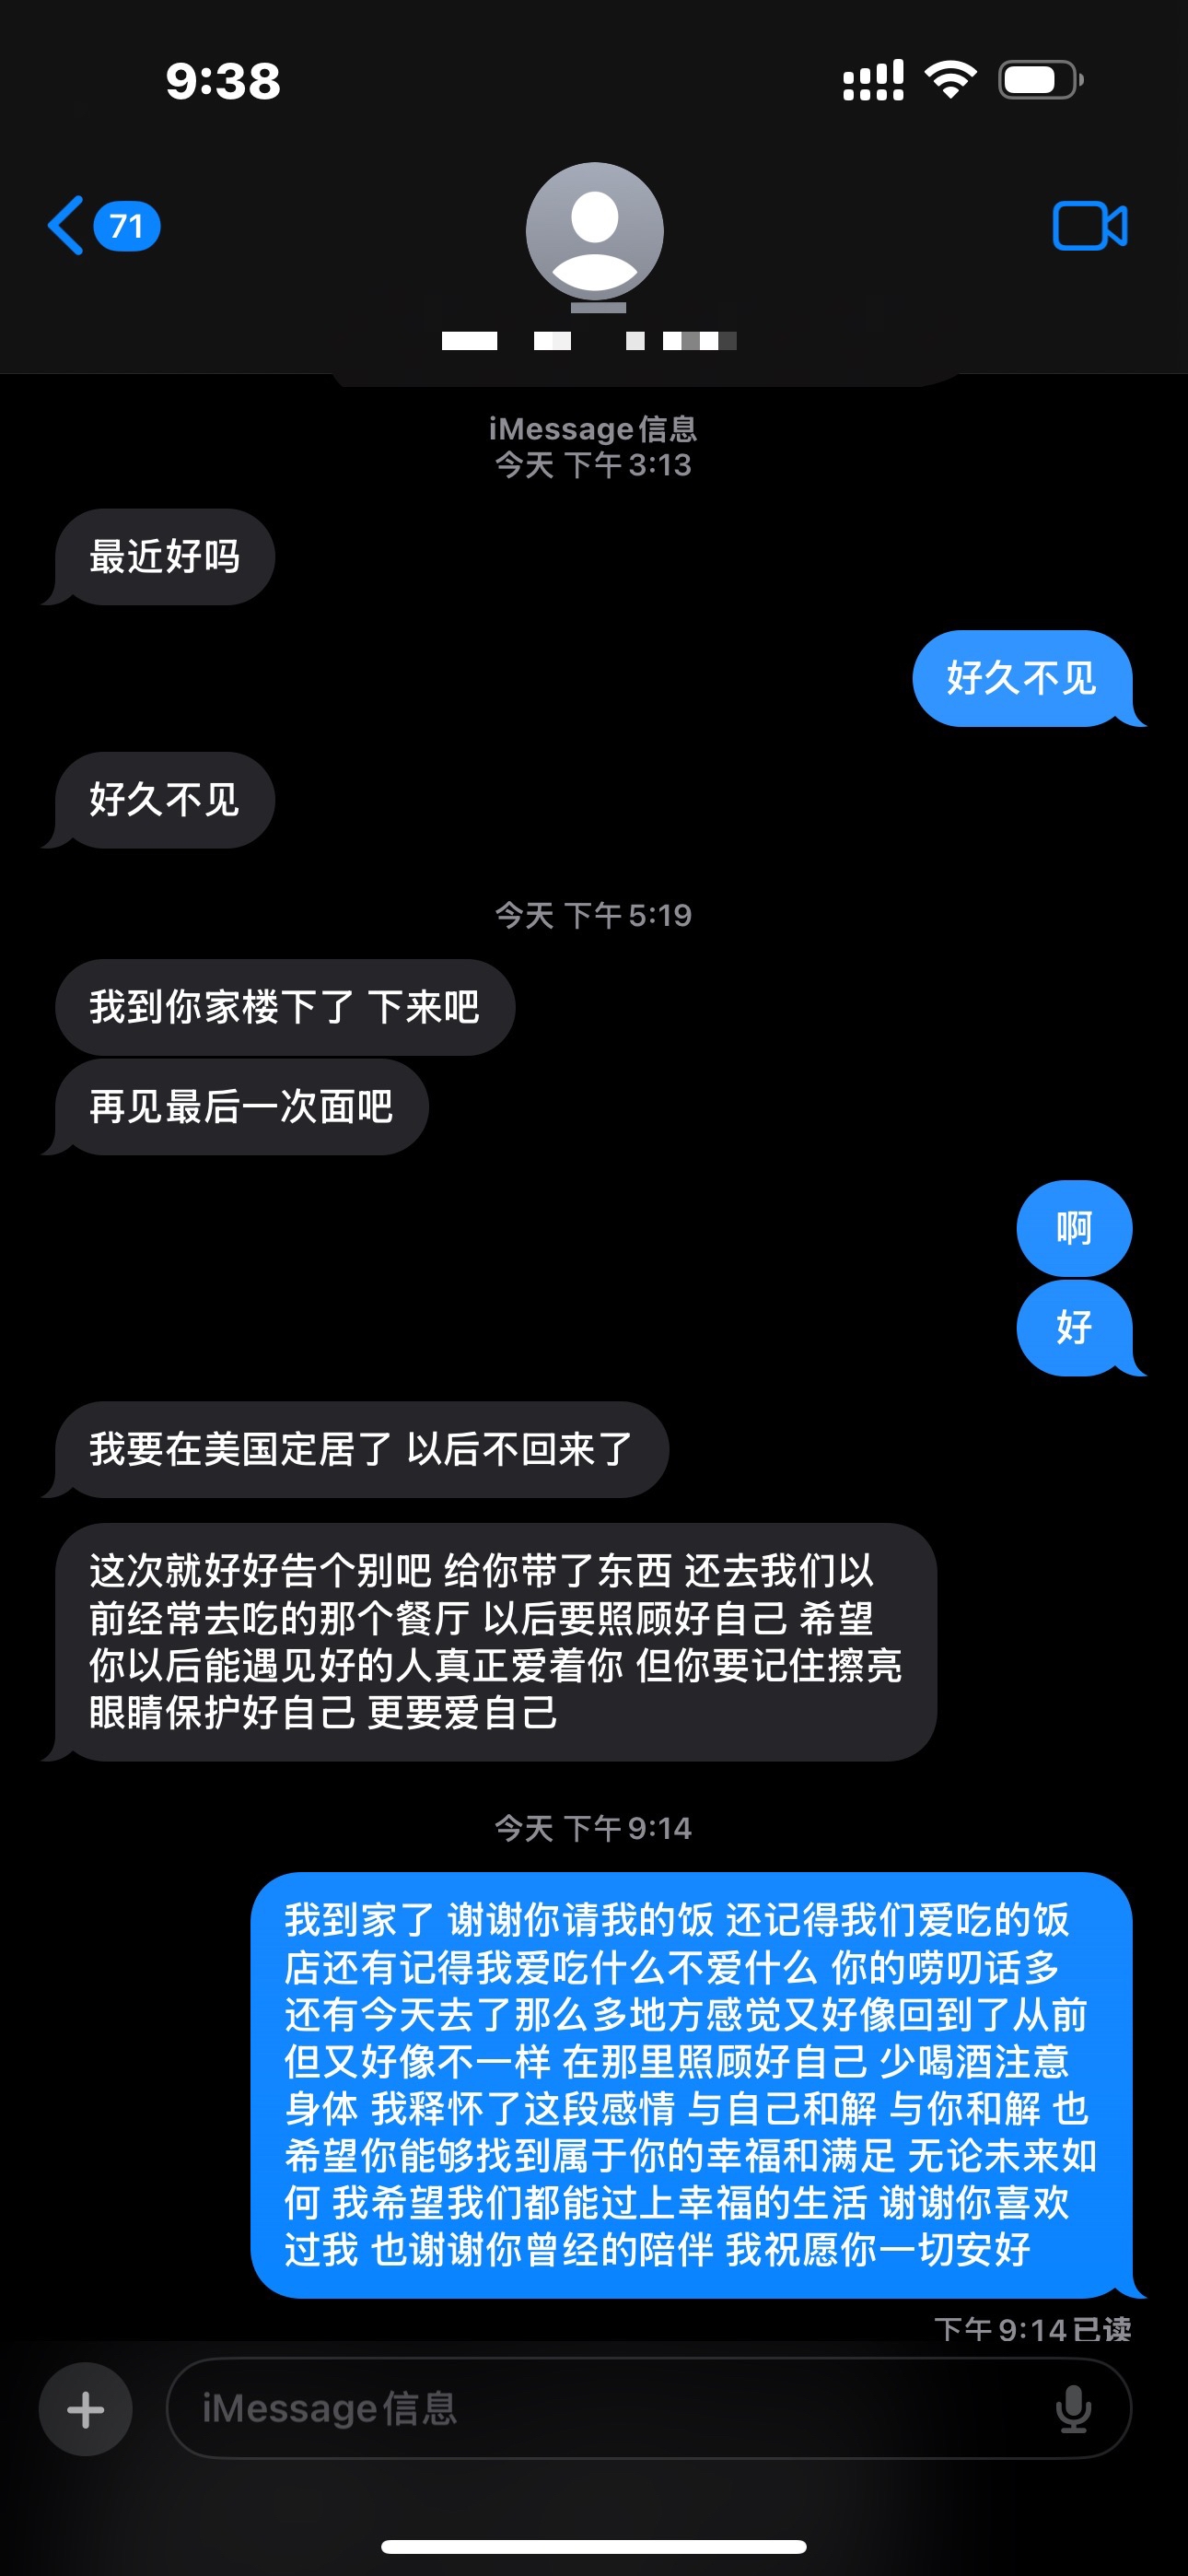 9:38
71
iMessage信息
今天 下午3:13
最近好吗
好久不见
好久不见
今天 下午5:19
我到你家楼下了 下来吧
再见最后一次面吧
啊
好
我要在美国定居了 以后不回来了
这次就好好告个别吧 给你带了东西 还去我们以
前经常去吃的那个餐厅 以后要照顾好自己 希望
你以后能遇见好的人真正爱着你 但你要记住擦亮
眼睛保护好自己 更要爱自己
今天 下午9:14
我到家了 谢谢你请我的饭 还记得我们爱吃的饭
店还有记得我爱吃什么不爱什么 你的唠叨话多
还有今天去了那么多地方感觉又好像回到了从前
但又好像不一样 在那里照顾好自己 少喝酒注意
身体 我释怀了这段感情 与自己和解 与你和解 也
希望你能够找到属于你的幸福和满足 无论未来如
何 我希望我们都能过上幸福的生活 谢谢你喜欢
过我 也谢谢你曾经的陪伴 我祝愿你一切安好
下午9:14已读
iMessage信息